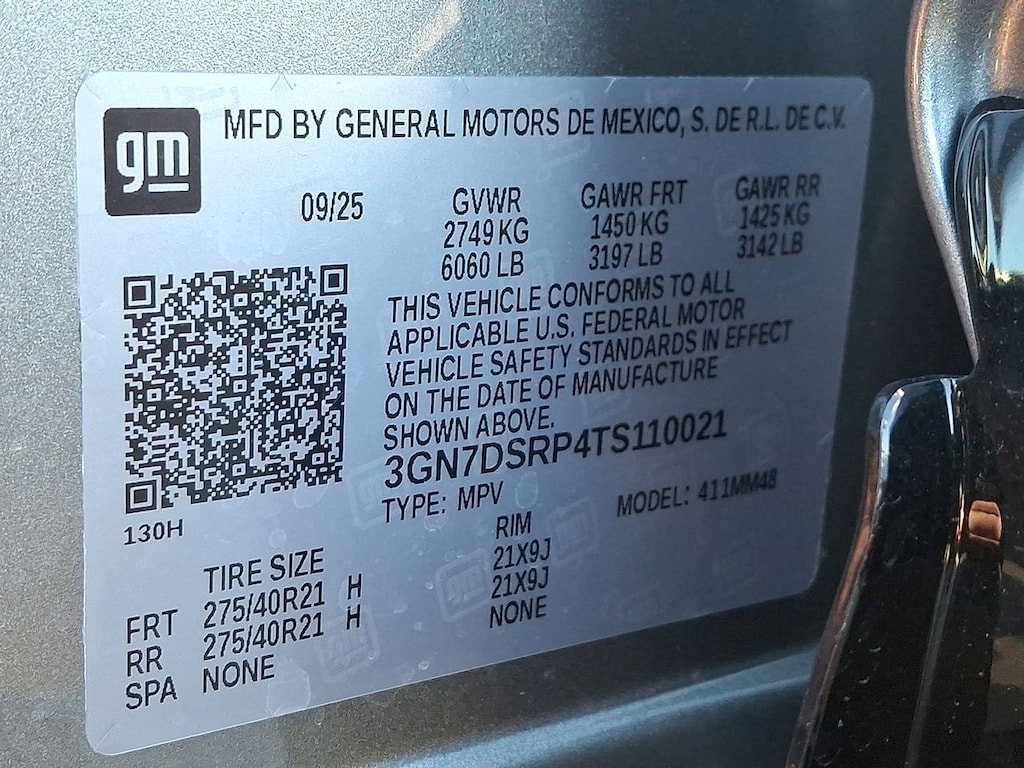 gm
MFD BY GENERAL MOTORS DE MEXICO, S. DE R.L. DE C.V.
09/25
GVWR
2749 KG
6060 LB
GAWR FRT
1450 KG
3197 LB
GAWR RR
1425 KG
3142 LB
THIS VEHICLE CONFORMS TO ALL
APPLICABLE U.S. FEDERAL MOTOR
VEHICLE SAFETY STANDARDS IN EFFECT
ON THE DATE OF MANUFACTURE
SHOWN ABOVE.
3GN7DSRP4TS110021
TYPE: MPV
MODEL: 411MM48
130H
TIRE SIZE
RIM
FRT 275/40R21 H 21X9J
RR 275/40R21 H 21X9J
SPA NONE NONE